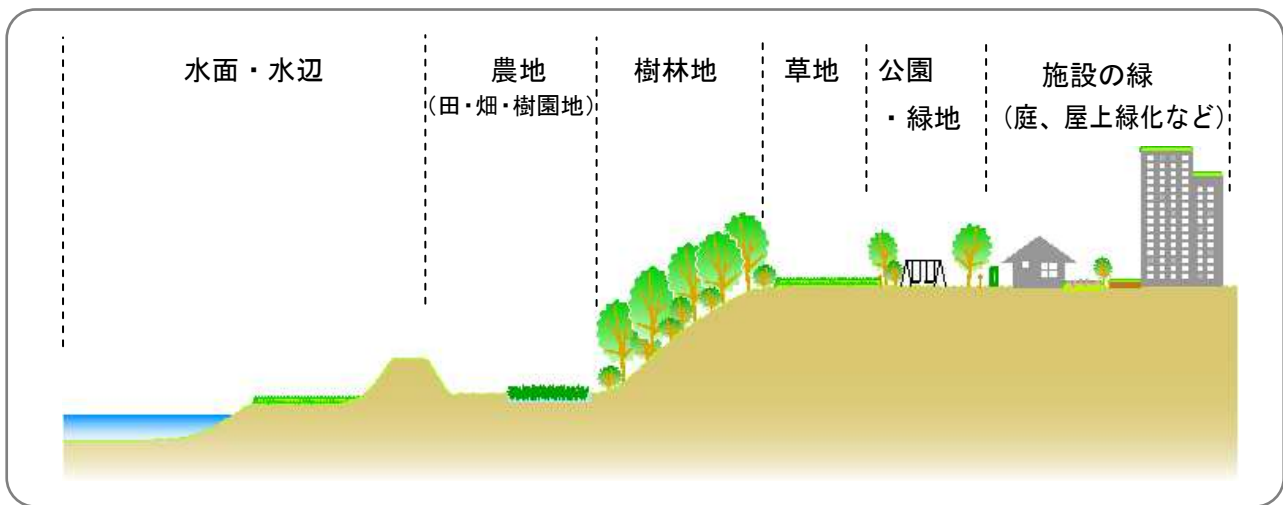 水面・水辺
農地
(田・畑・樹園地)
樹林地
草地
公園
・緑地
施設の緑
(庭、屋上緑化など)